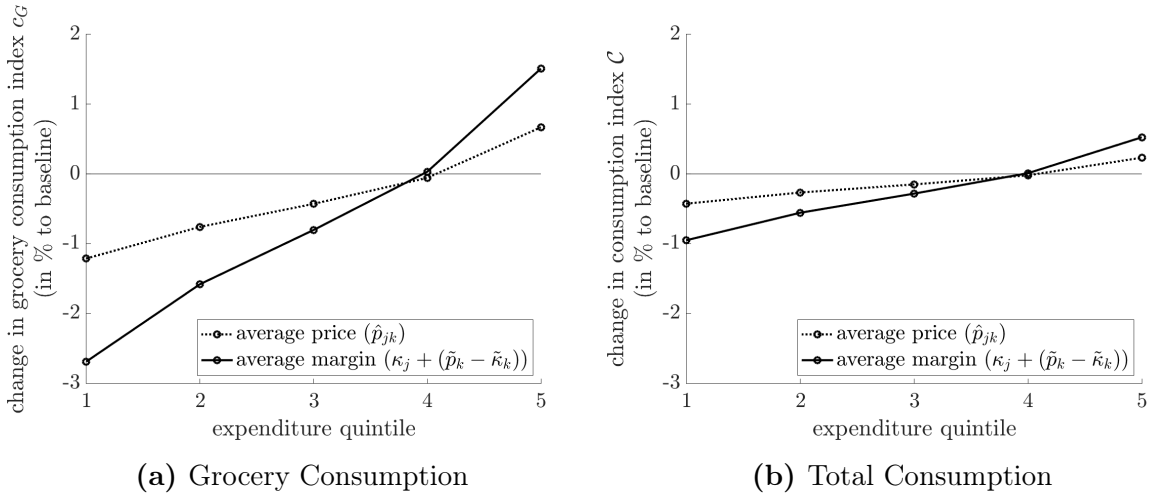 change in grocery consumption index c_G
(in % to baseline)
2
1
0
-1
-2
-3
1 2 3 4 5
expenditure quintile
average price (p̂_jk)
average margin (κ_j + (p̃_k − κ̃_k))
(a) Grocery Consumption
change in consumption index 𝒞
(in % to baseline)
2
1
0
-1
-2
-3
1 2 3 4 5
expenditure quintile
average price (p̂_jk)
average margin (κ_j + (p̃_k − κ̃_k))
(b) Total Consumption